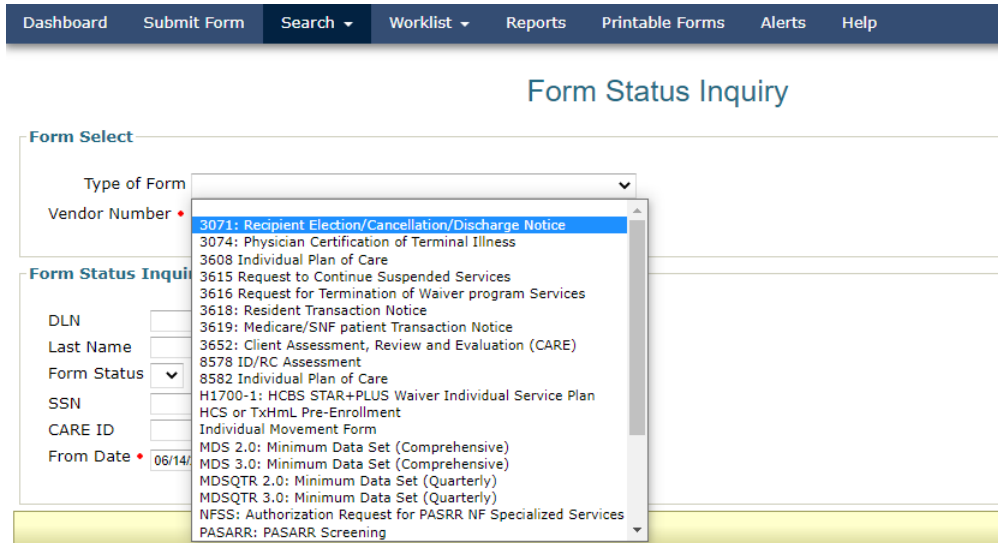 Dashboard Submit Form Search Worklist Reports Printable Forms Alerts Help
Form Status Inquiry
Form Select
Type of Form
Vendor Number •
3071: Recipient Election/Cancellation/Discharge Notice
3074: Physician Certification of Terminal Illness
3608 Individual Plan of Care
3615 Request to Continue Suspended Services
3616 Request for Termination of Waiver program Services
3618: Resident Transaction Notice
3619: Medicare/SNF patient Transaction Notice
3652: Client Assessment, Review and Evaluation (CARE)
8578 ID/RC Assessment
8582 Individual Plan of Care
H1700-1: HCBS STAR+PLUS Waiver Individual Service Plan
HCS or TxHmL Pre-Enrollment
Individual Movement Form
MDS 2.0: Minimum Data Set (Comprehensive)
MDS 3.0: Minimum Data Set (Comprehensive)
MDSQTR 2.0: Minimum Data Set (Quarterly)
MDSQTR 3.0: Minimum Data Set (Quarterly)
NFSS: Authorization Request for PASRR NF Specialized Services
PASARR: PASARR Screening
Form Status Inqui
DLN
Last Name
Form Status
SSN
CARE ID
From Date • 06/14/